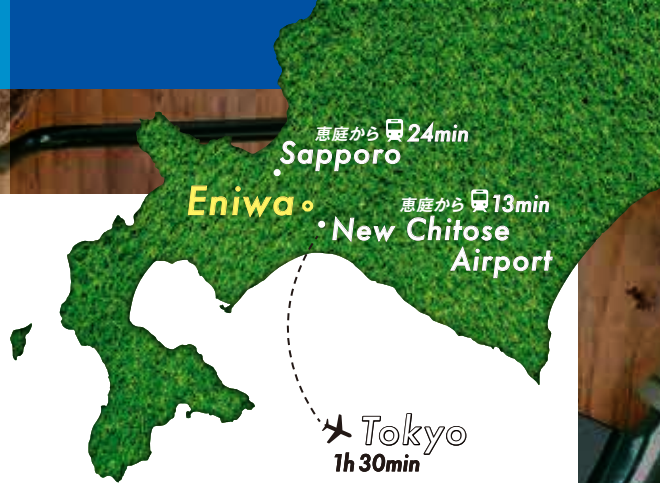 恵庭から 24min
Sapporo
Eniwa
恵庭から 13min
New Chitose
Airport
Tokyo
1h 30min